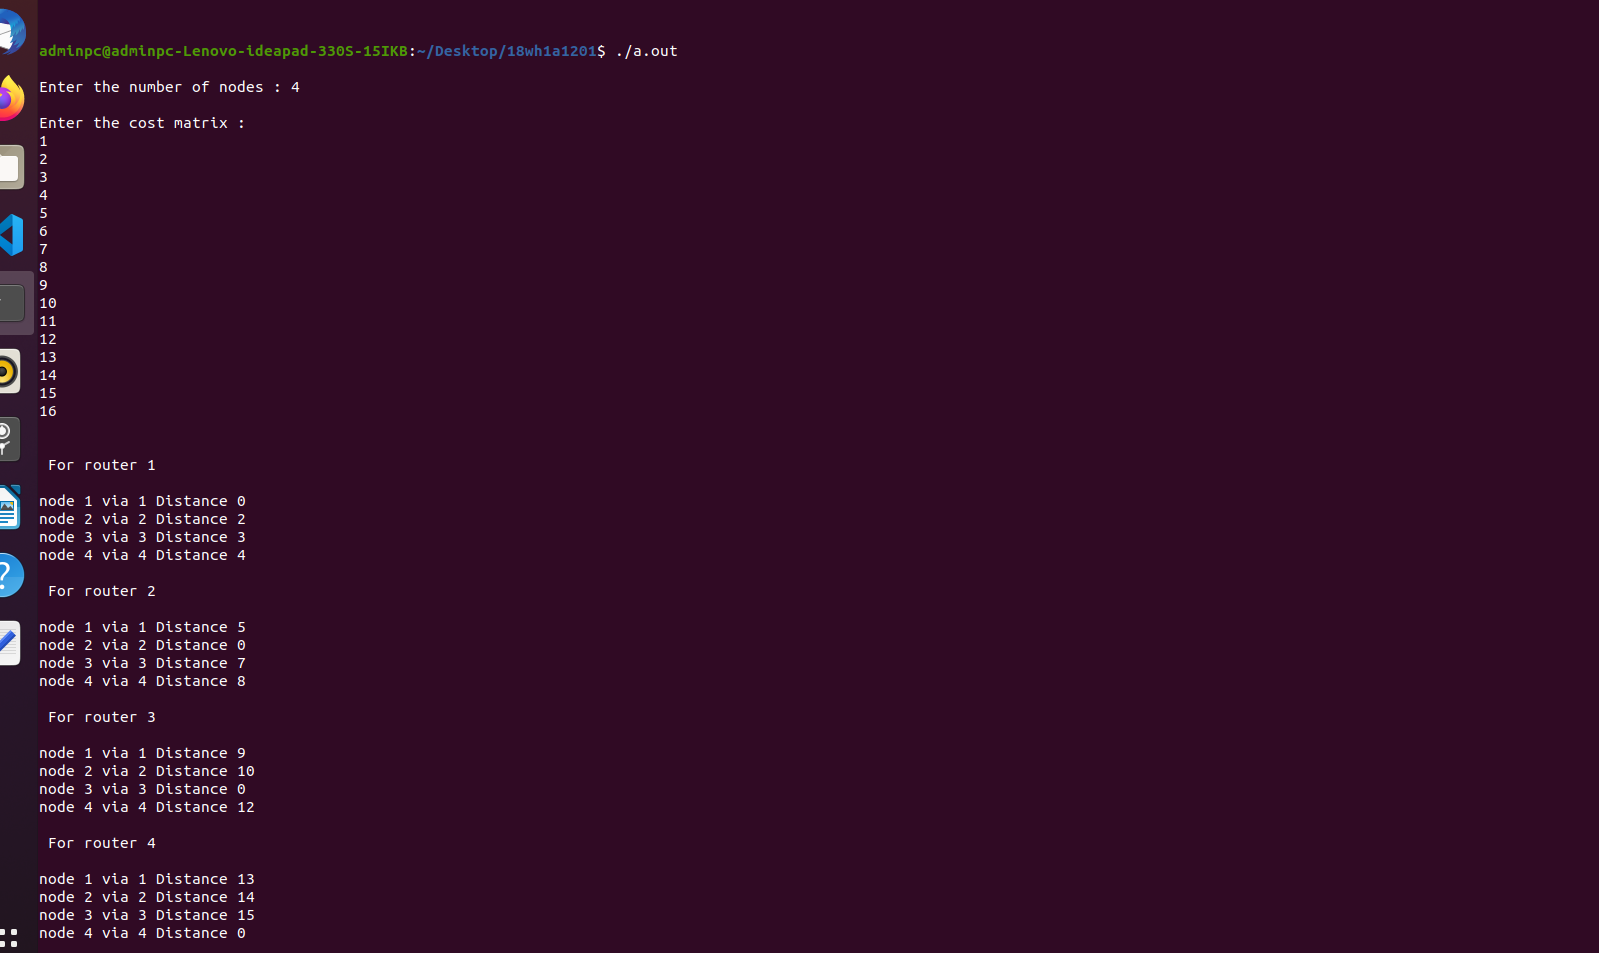 adminpc@adminpc-Lenovo-ideapad-330S-15IKB:~/Desktop/18wh1a1201$ ./a.out
Enter the number of nodes : 4
Enter the cost matrix :
1
2
3
4
5
6
7
8
9
10
11
12
13
14
15
16
For router 1
node 1 via 1 Distance 0
node 2 via 2 Distance 2
node 3 via 3 Distance 3
node 4 via 4 Distance 4
For router 2
node 1 via 1 Distance 5
node 2 via 2 Distance 0
node 3 via 3 Distance 7
node 4 via 4 Distance 8
For router 3
node 1 via 1 Distance 9
node 2 via 2 Distance 10
node 3 via 3 Distance 0
node 4 via 4 Distance 12
For router 4
node 1 via 1 Distance 13
node 2 via 2 Distance 14
node 3 via 3 Distance 15
node 4 via 4 Distance 0